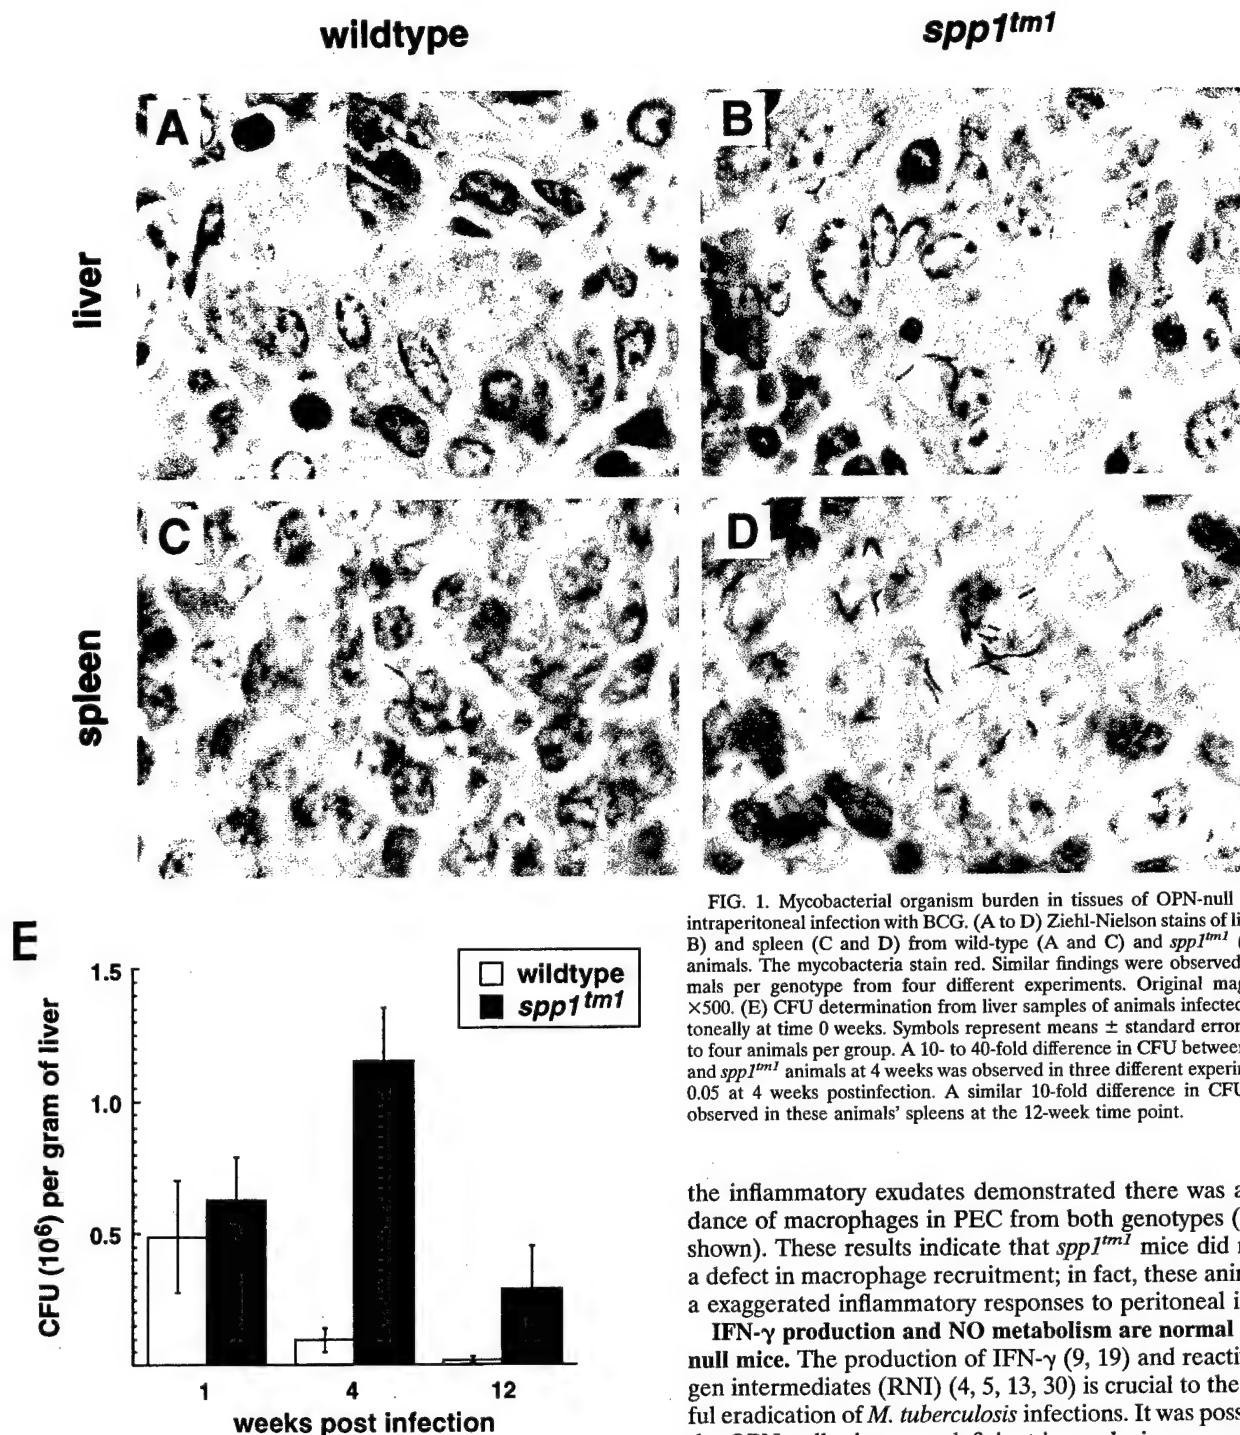 wildtype
spp1tm1
A
B
liver
C
D
spleen
E
1.5
1.0
0.5
CFU (10⁶) per gram of liver
wildtype
spp1tm1
1 4 12
weeks post infection
FIG. 1. Mycobacterial organism burden in tissues of OPN-null
intraperitoneal infection with BCG. (A to D) Ziehl-Nielson stains of
B) and spleen (C and D) from wild-type (A and C) and spp1tm1 (
animals. The mycobacteria stain red. Similar findings were observed
mals per genotype from four different experiments. Original mag
×500. (E) CFU determination from liver samples of animals infected
toneally at time 0 weeks. Symbols represent means ± standard error
to four animals per group. A 10- to 40-fold difference in CFU between
and spp1tm1 animals at 4 weeks was observed in three different experi
0.05 at 4 weeks postinfection. A similar 10-fold difference in CFU
observed in these animals' spleens at the 12-week time point.
the inflammatory exudates demonstrated there was a
dance of macrophages in PEC from both genotypes (
shown). These results indicate that spp1tm1 mice did
a defect in macrophage recruitment; in fact, these ani
a exaggerated inflammatory responses to peritoneal i
IFN-γ production and NO metabolism are normal
null mice. The production of IFN-γ (9, 19) and reacti
gen intermediates (RNI) (4, 5, 13, 30) is crucial to the
ful eradication of M. tuberculosis infections. It was poss